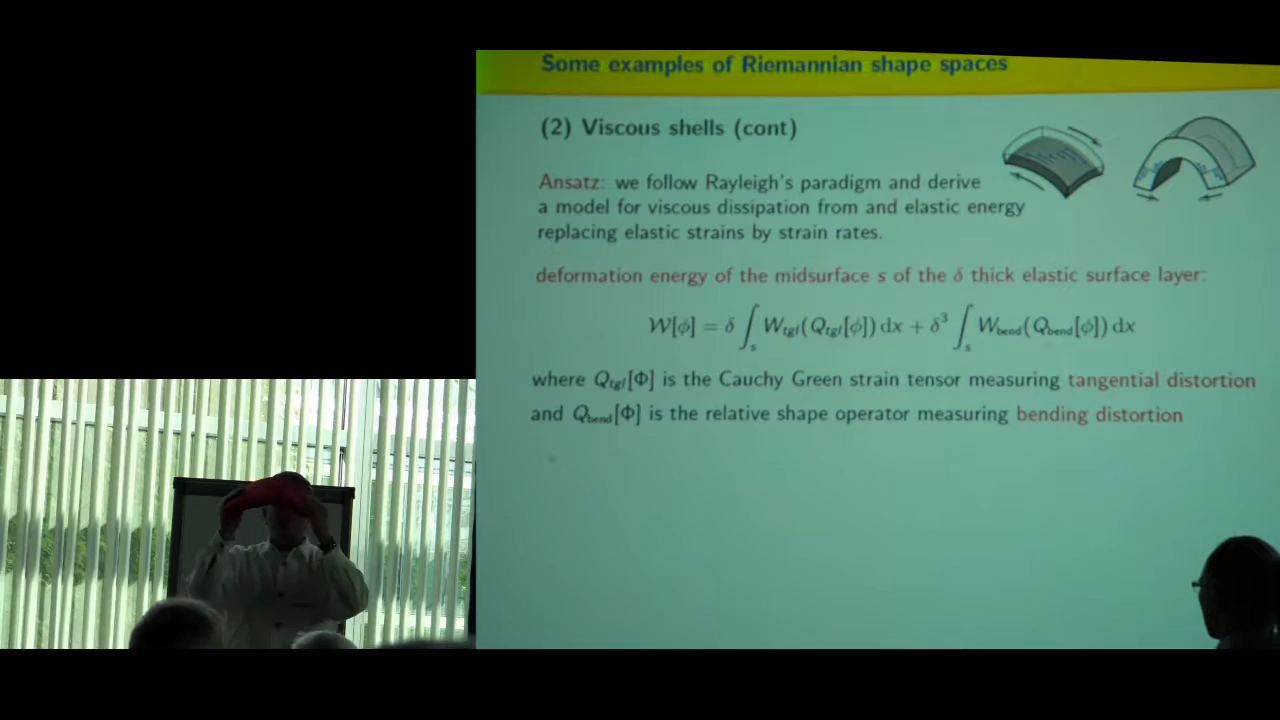 Some examples of Riemannian shape spaces
(2) Viscous shells (cont)
Ansatz: we follow Rayleigh's paradigm and derive
a model for viscous dissipation from and elastic energy
replacing elastic strains by strain rates.
deformation energy of the midsurface s of the δ thick elastic surface layer:
W[ϕ] = δ ∫ₛ W_tgl(Q_tgl[ϕ]) dx + δ³ ∫ₛ W_bend(Q_bend[ϕ]) dx
where Q_tgl[Φ] is the Cauchy Green strain tensor measuring tangential distortion
and Q_bend[Φ] is the relative shape operator measuring bending distortion